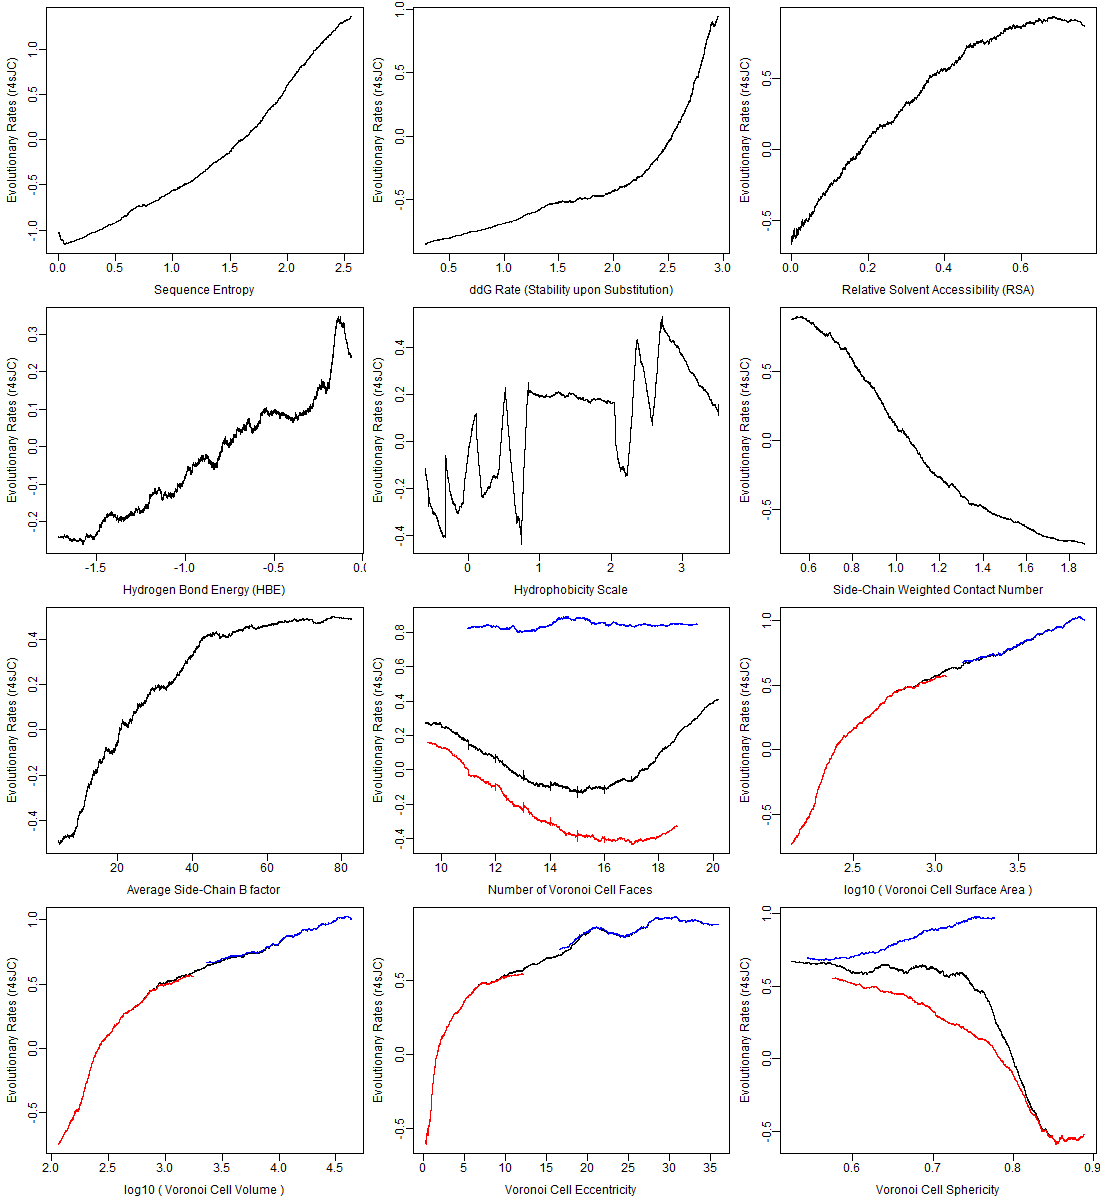 Evolutionary Rates (r4sJC)
-1.0 -0.5 0.0 0.5 1.0
0.0 0.5 1.0 1.5 2.0 2.5
Sequence Entropy
Evolutionary Rates (r4sJC)
-0.5 0.0 0.5 1.0
0.5 1.0 1.5 2.0 2.5 3.0
ddG Rate (Stability upon Substitution)
Evolutionary Rates (r4sJC)
-0.5 0.0 0.5
0.0 0.2 0.4 0.6
Relative Solvent Accessibility (RSA)
Evolutionary Rates (r4sJC)
-0.2 -0.1 0.0 0.1 0.2 0.3
-1.5 -1.0 -0.5 0.0
Hydrogen Bond Energy (HBE)
Evolutionary Rates (r4sJC)
-0.4 -0.2 0.0 0.2 0.4
0 1 2 3
Hydrophobicity Scale
Evolutionary Rates (r4sJC)
-0.5 0.0 0.5
0.6 0.8 1.0 1.2 1.4 1.6 1.8
Side-Chain Weighted Contact Number
Evolutionary Rates (r4sJC)
-0.4 -0.2 0.0 0.2 0.4
20 40 60 80
Average Side-Chain B factor
Evolutionary Rates (r4sJC)
-0.4 -0.2 0.0 0.2 0.4 0.6 0.8
10 12 14 16 18 20
Number of Voronoi Cell Faces
Evolutionary Rates (r4sJC)
-0.5 0.0 0.5 1.0
2.5 3.0 3.5
log10 ( Voronoi Cell Surface Area )
Evolutionary Rates (r4sJC)
-0.5 0.0 0.5 1.0
2.0 2.5 3.0 3.5 4.0 4.5
log10 ( Voronoi Cell Volume )
Evolutionary Rates (r4sJC)
-0.5 0.0 0.5
0 5 10 15 20 25 30 35
Voronoi Cell Eccentricity
Evolutionary Rates (r4sJC)
-0.5 0.0 0.5 1.0
0.6 0.7 0.8 0.9
Voronoi Cell Sphericity